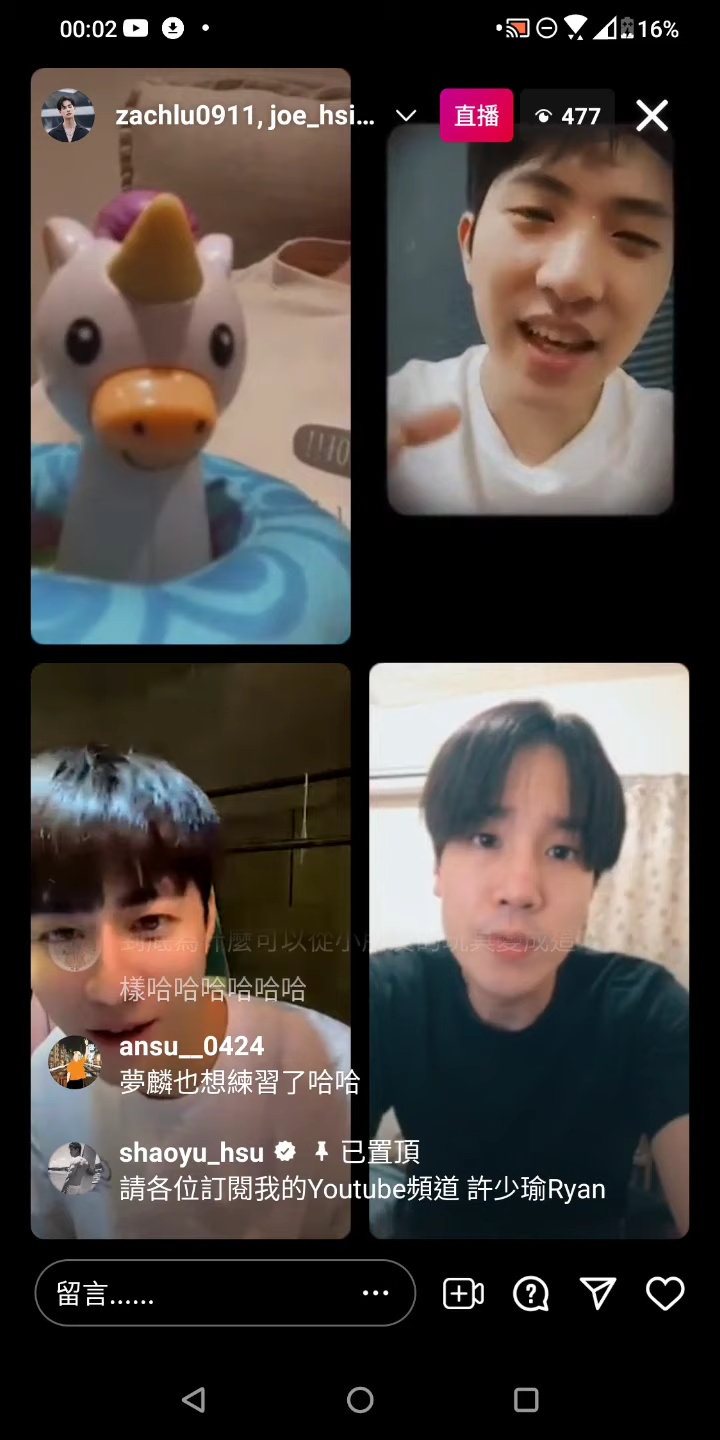 00:02
16%
zachlu0911, joe_hsi...
直播
477
樣哈哈哈哈哈哈
ansu__0424
夢麟也想練習了哈哈
shaoyu_hsu 已置頂
請各位訂閱我的Youtube頻道 許少瑜Ryan
留言......